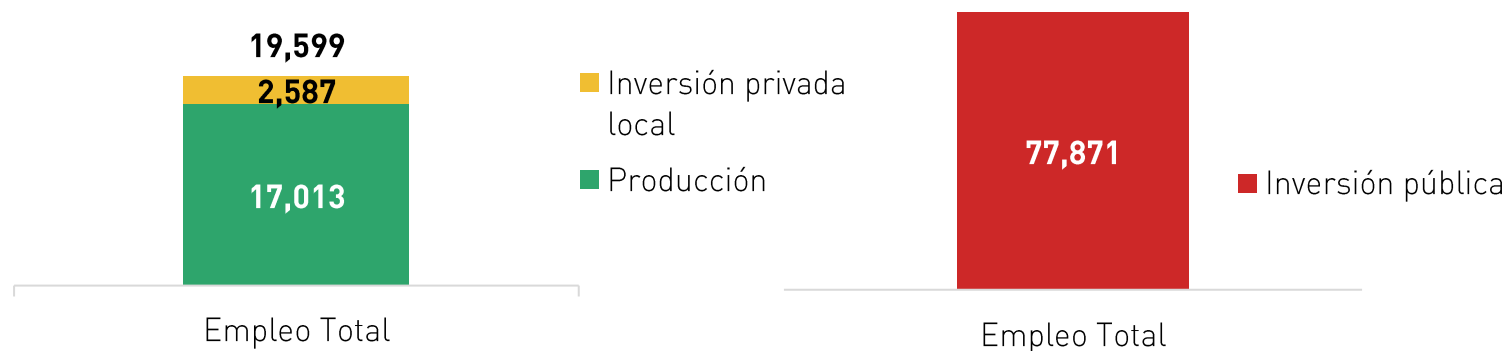 19,599
2,587
17,013
Empleo Total
Inversión privada
local
Producción
77,871
Empleo Total
Inversión pública